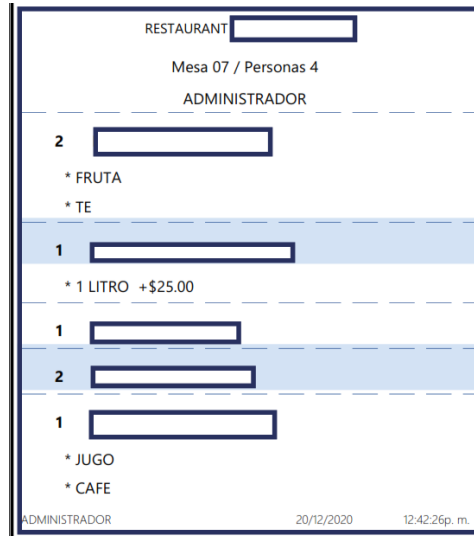 RESTAURANT
Mesa 07 / Personas 4
ADMINISTRADOR
2
* FRUTA
* TE
1
* 1 LITRO +$25.00
1
2
1
* JUGO
* CAFE
ADMINISTRADOR 20/12/2020 12:42:26p. m.